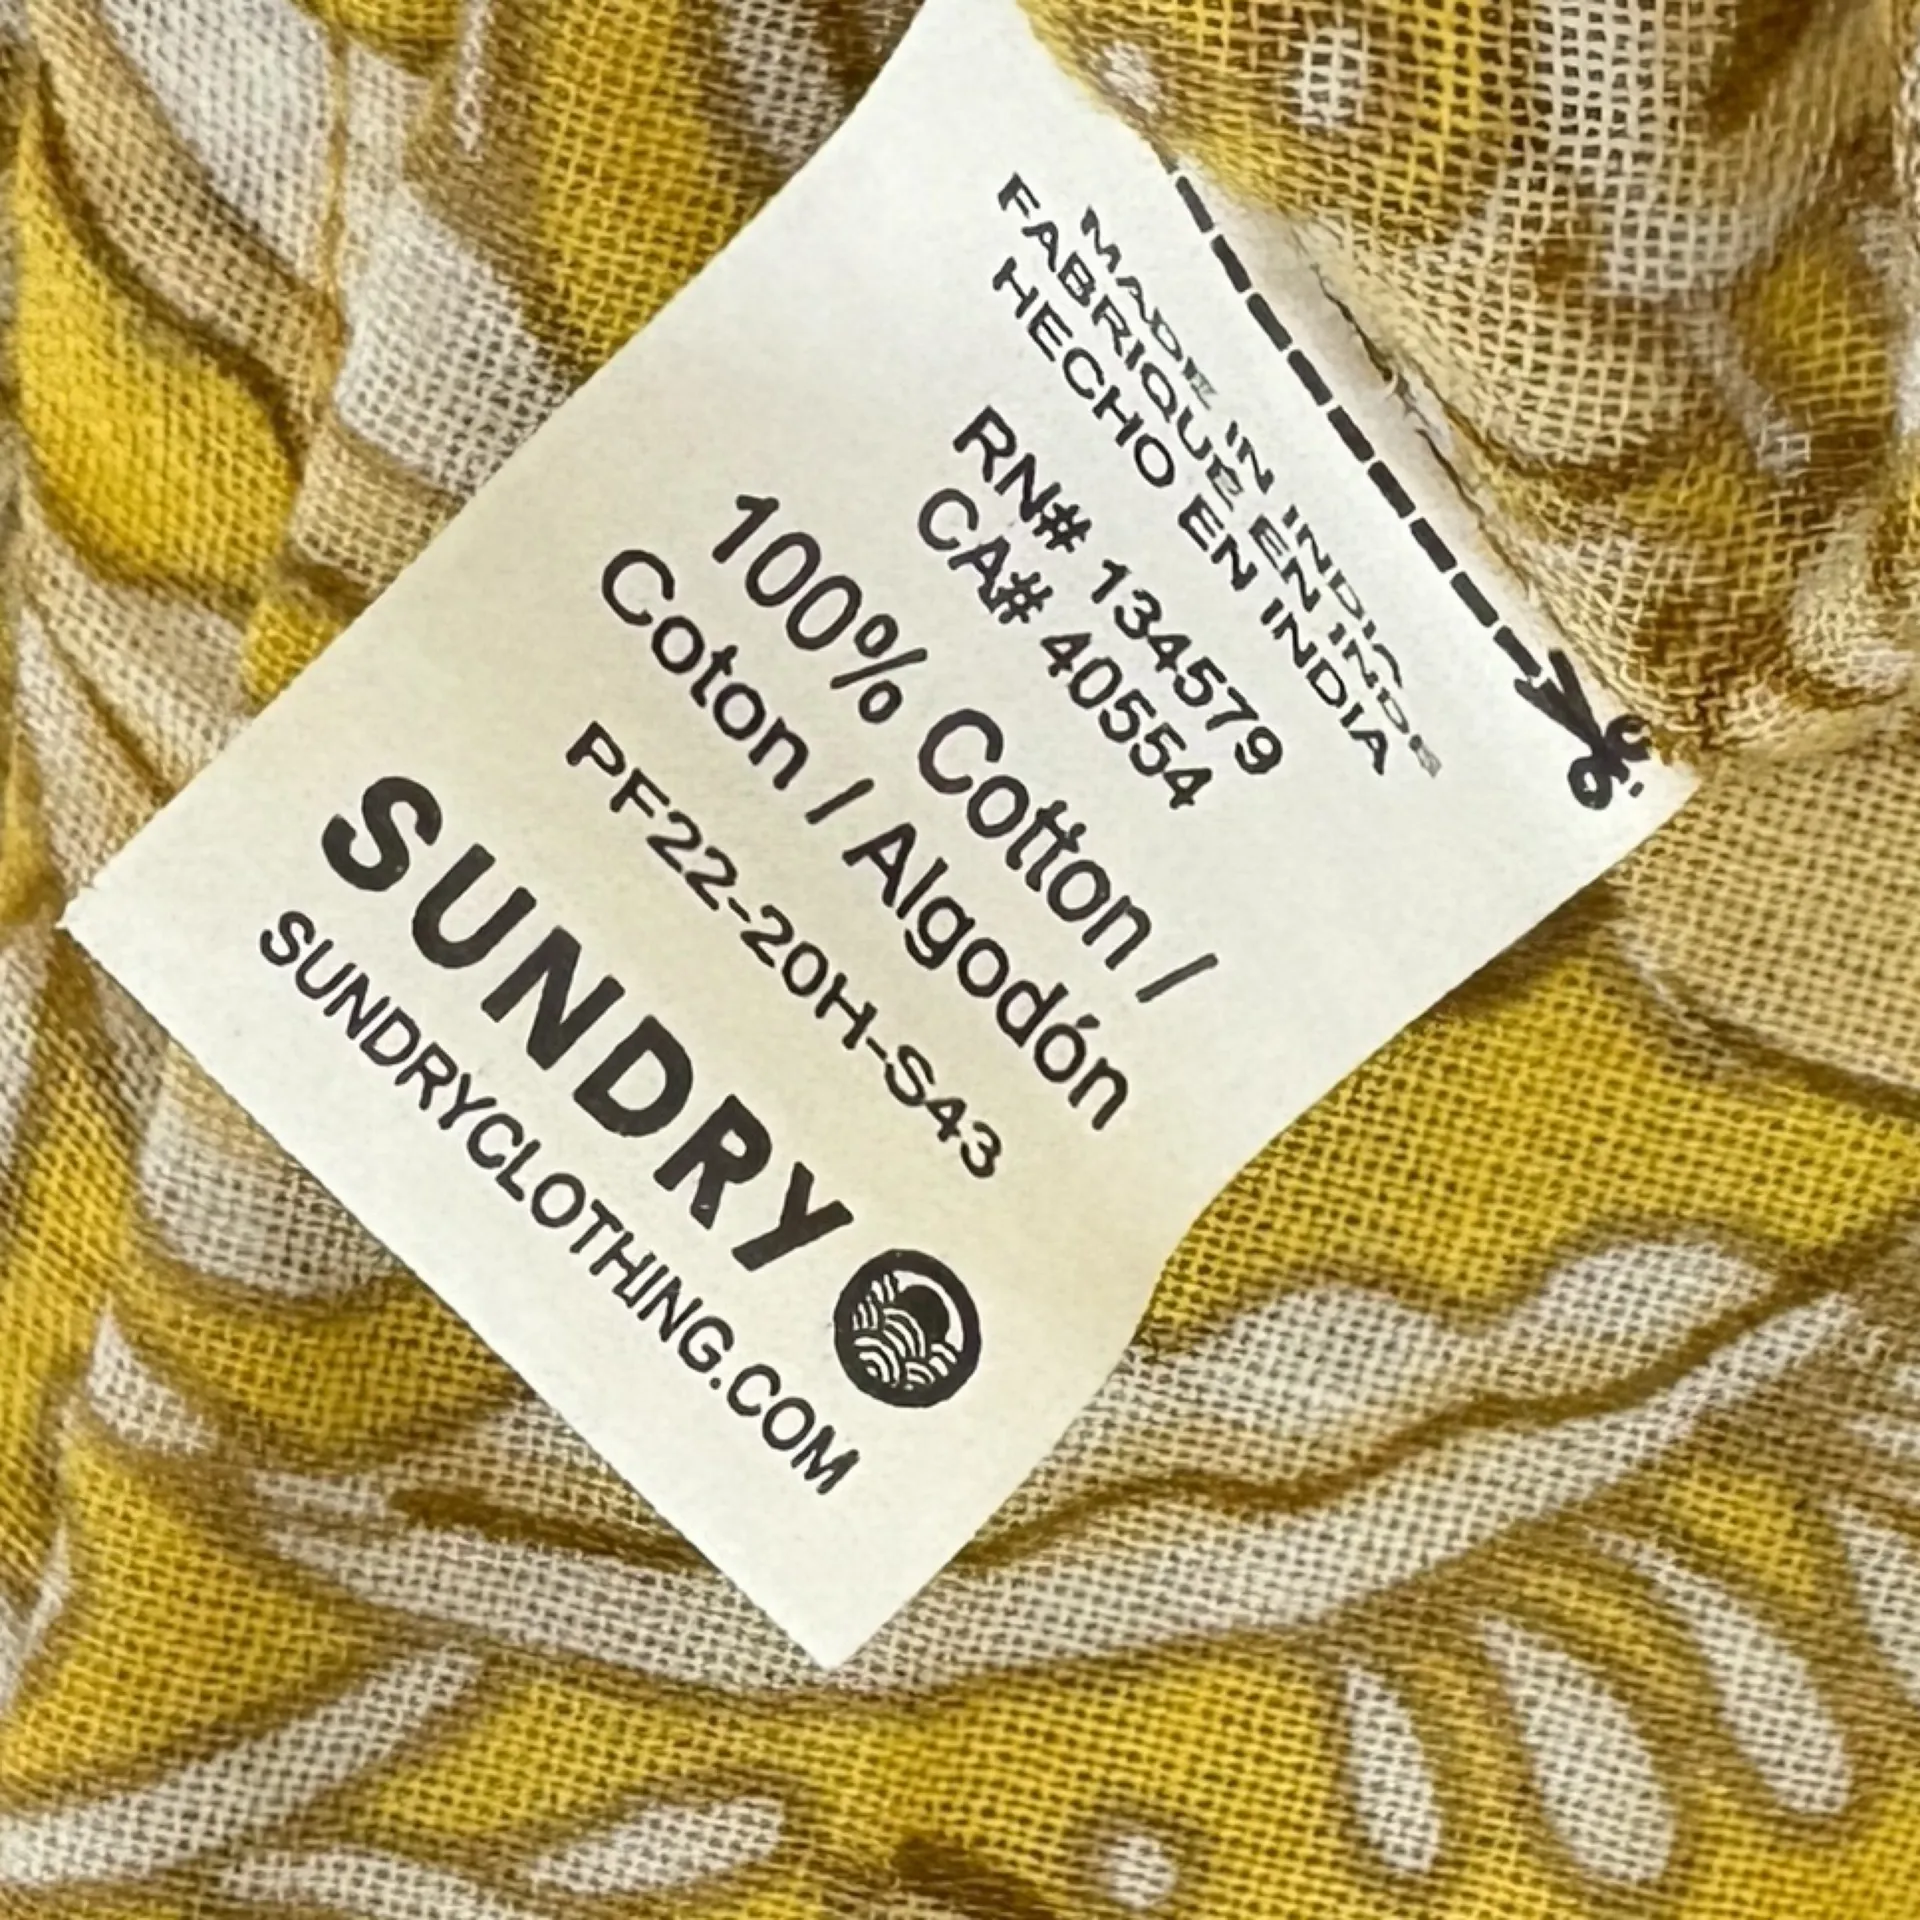 MADE IN INDIA
FABRIQUE EN INDE
HECHO EN INDIA
RN# 134579
CA# 40554
100% Cotton /
Coton / Algodón
PF22-20H-S43
SUNDRY
SUNDRYCLOTHING.COM